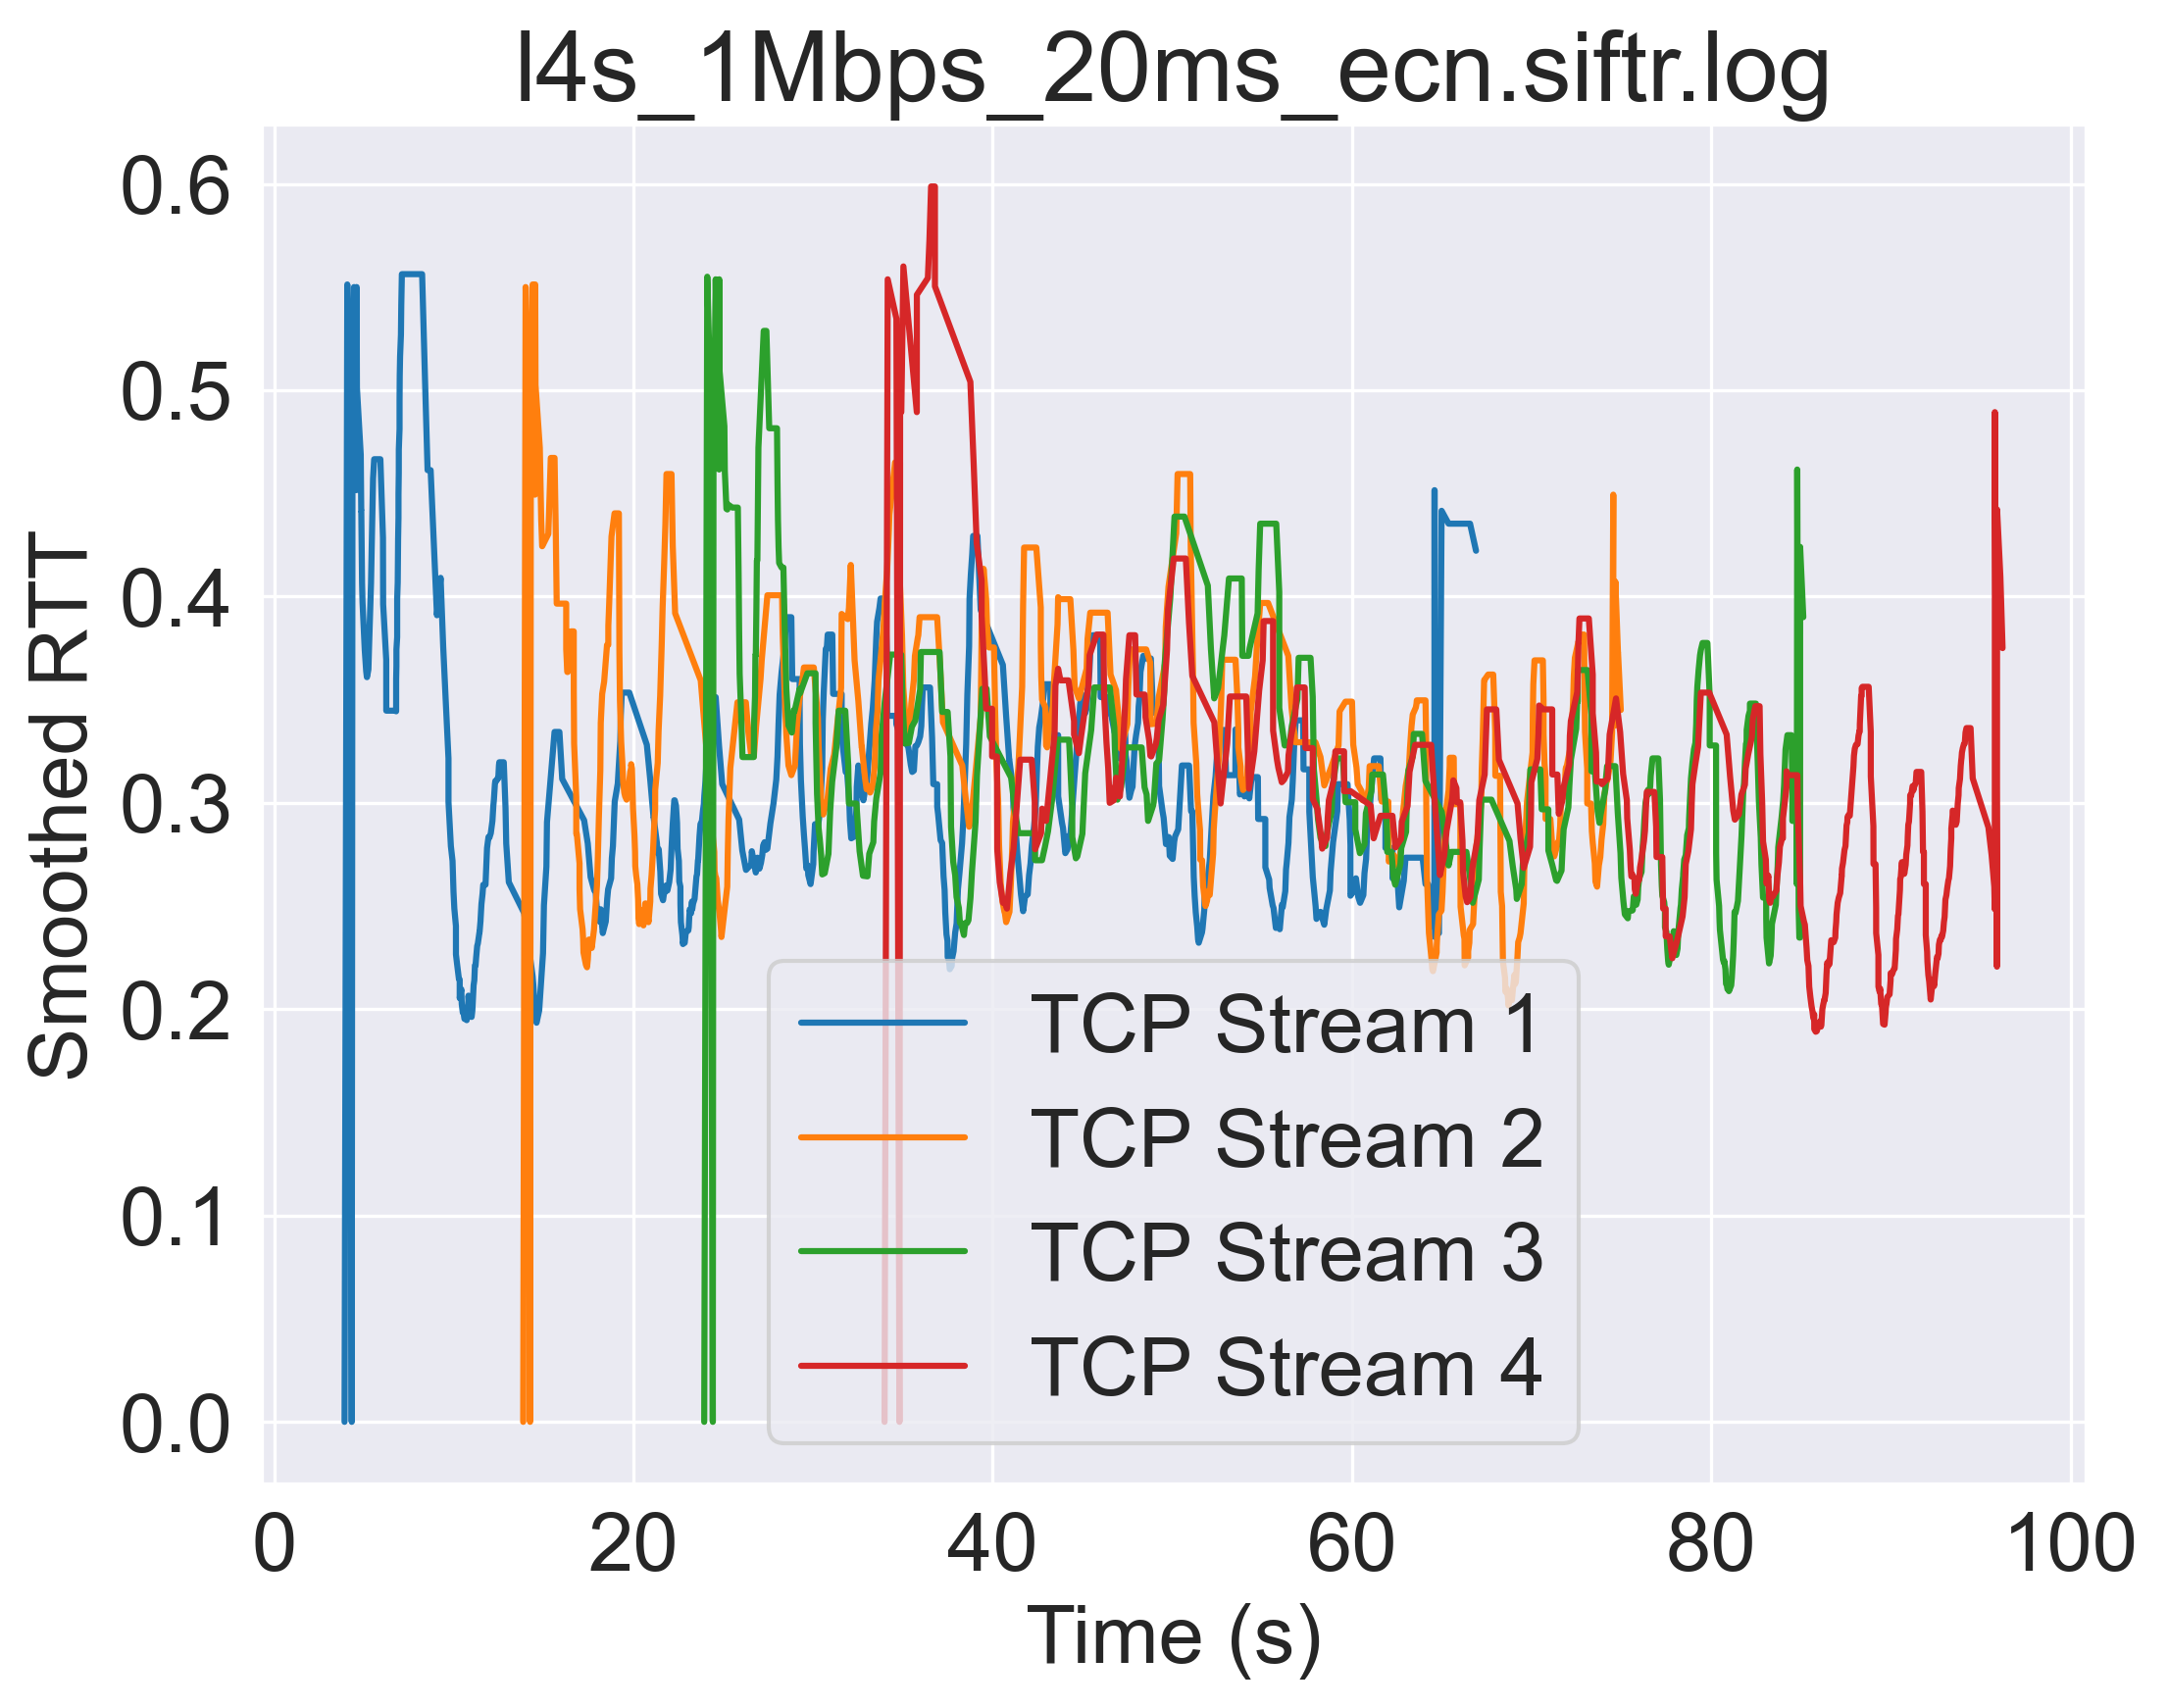 l4s_1Mbps_20ms_ecn.siftr.log
0.6
0.5
0.4
0.3
0.2
0.1
0.0
Smoothed RTT
TCP Stream 1
TCP Stream 2
TCP Stream 3
TCP Stream 4
0 20 40 60 80 100
Time (s)